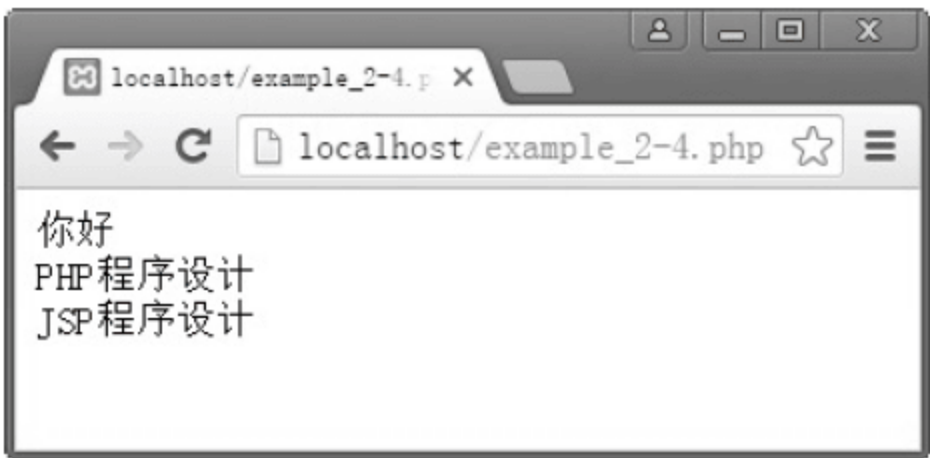 localhost/example_2-4.p
localhost/example_2-4.php
你好
PHP程序设计
JSP程序设计